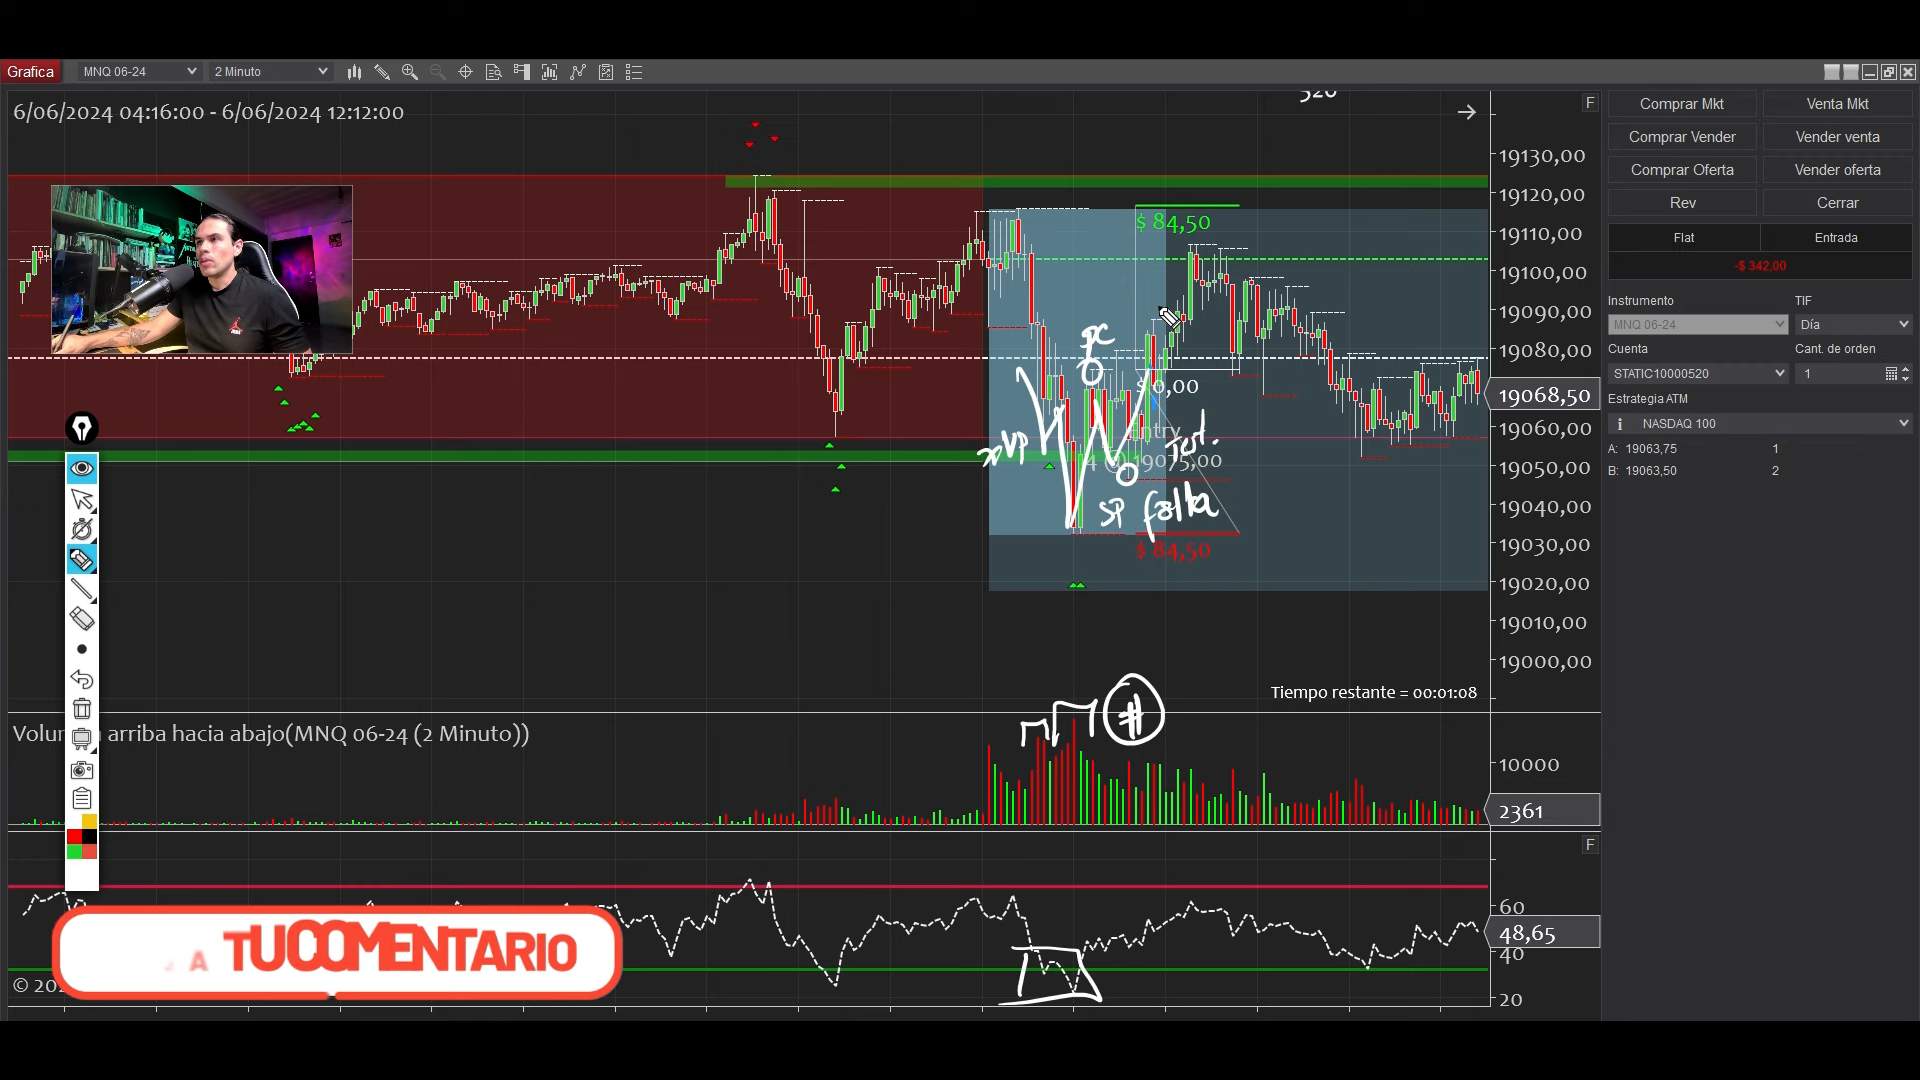 Grafica
MNQ 06-24
2 Minuto
6/06/2024 04:16:00 - 6/06/2024 12:12:00
F
19130,00
19120,00
19110,00
19100,00
19090,00
19080,00
19068,50
19060,00
19050,00
19040,00
19030,00
19020,00
19010,00
19000,00
$ 84,50
$ 0,00
19075,00
falta
$ 84,50
Tiempo restante = 00:01:08
arriba hacia abajo(MNQ 06-24 (2 Minuto))
#
10000
2361
F
60
48,65
40
20
A TU COMENTARIO
Comprar Mkt
Venta Mkt
Comprar Vender
Vender venta
Comprar Oferta
Vender oferta
Rev
Cerrar
Flat
Entrada
-$ 342,00
Instrumento
TIF
MNQ 06-24
Día
Cuenta
Cant. de orden
STATIC10000520
1
Estrategia ATM
NASDAQ 100
A: 19063,75 1
B: 19063,50 2